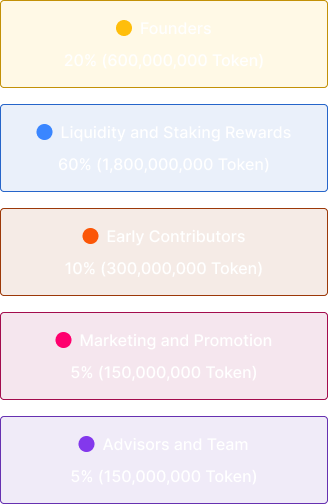 Founders
20% (600,000,000 Token)
Liquidity and Staking Rewards
60% (1,800,000,000 Token)
Early Contributors
10% (300,000,000 Token)
Marketing and Promotion
5% (150,000,000 Token)
Advisors and Team
5% (150,000,000 Token)